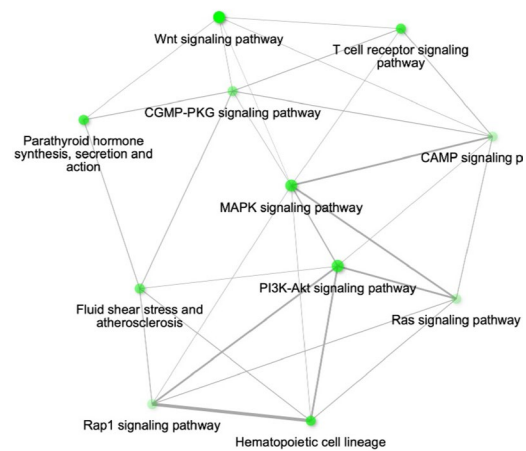 Wnt signaling pathway
T cell receptor signaling
pathway
CGMP-PKG signaling pathway
Parathyroid hormone
synthesis, secretion and
action
CAMP signaling p
MAPK signaling pathway
PI3K-Akt signaling pathway
Fluid shear stress and
atherosclerosis
Ras signaling pathway
Rap1 signaling pathway
Hematopoietic cell lineage